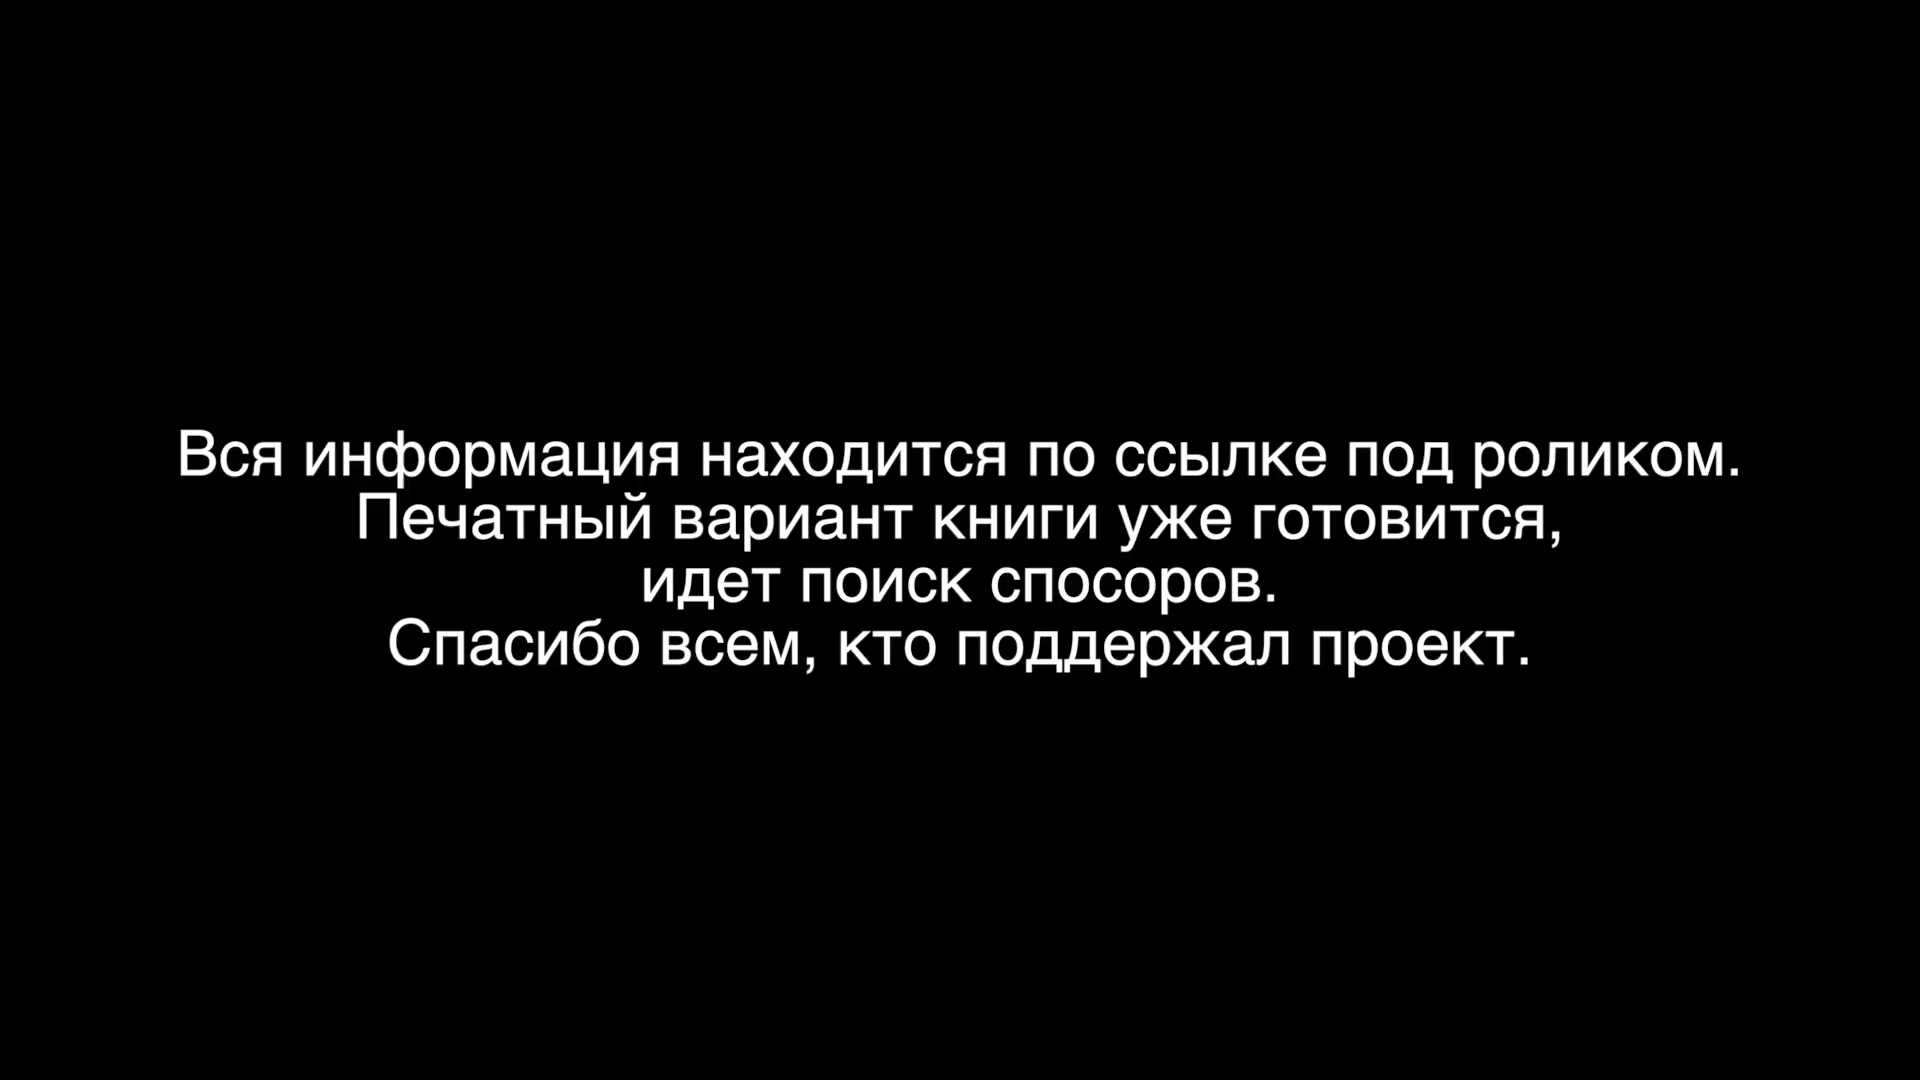 Вся информация находится по ссылке под роликом.
Печатный вариант книги уже готовится,
идет поиск спосоров.
Спасибо всем, кто поддержал проект.